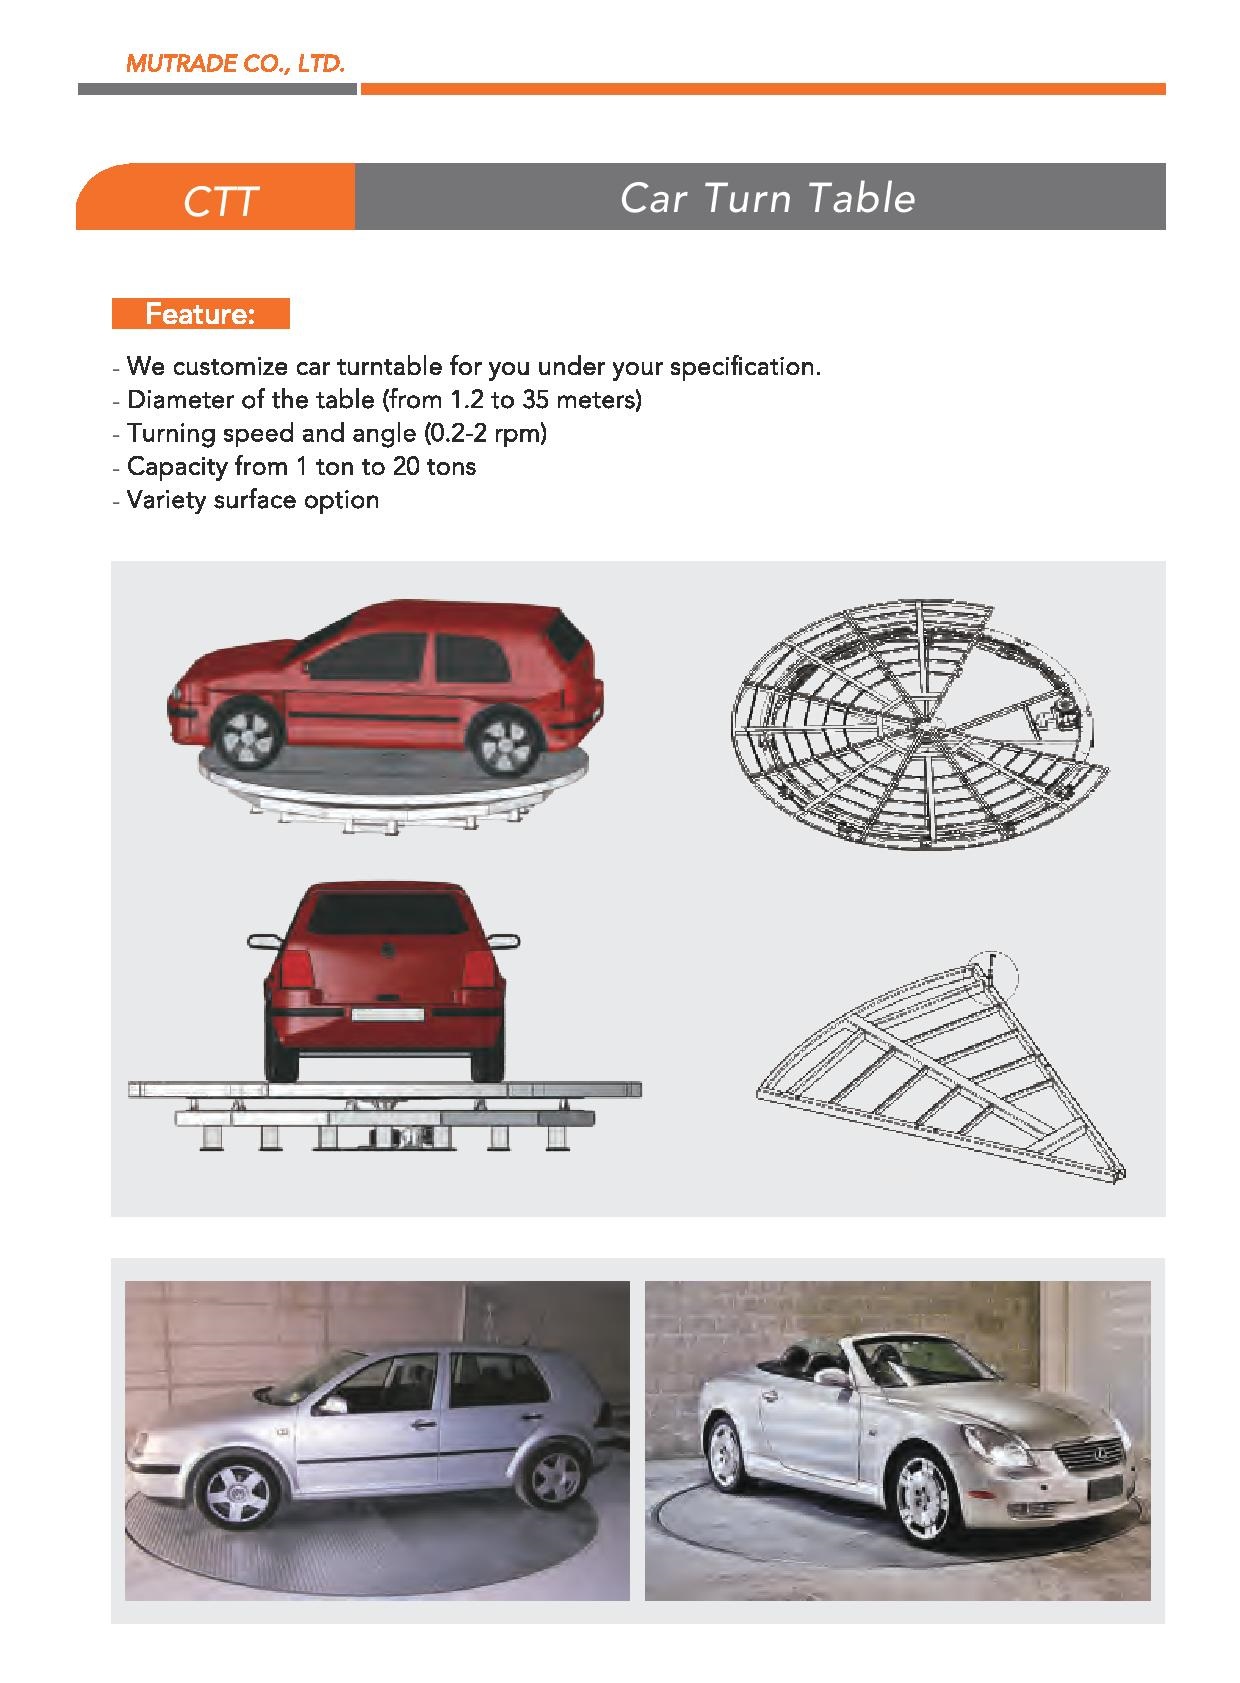 MUTRADE CO., LTD.
CTT
Car Turn Table
Feature:
- We customize car turntable for you under your specification.
- Diameter of the table (from 1.2 to 35 meters)
- Turning speed and angle (0.2-2 rpm)
- Capacity from 1 ton to 20 tons
- Variety surface option